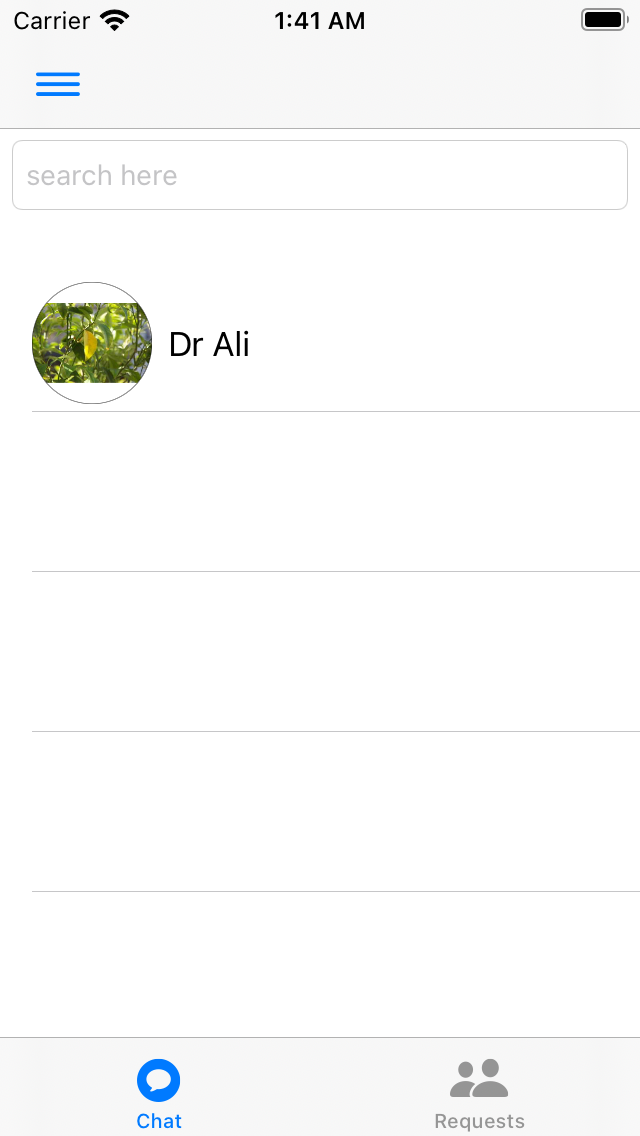 Carrier 1:41 AM
search here
Dr Ali
Chat Requests